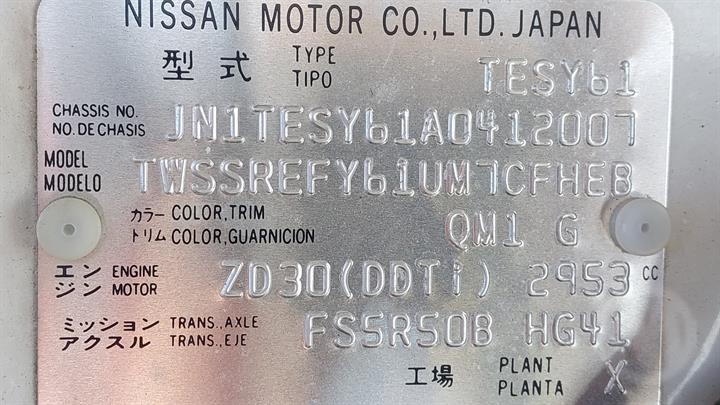 NISSAN MOTOR CO.,LTD. JAPAN
型式 TYPE TIPO TESY61
CHASSIS NO. NO. DE CHASIS JN1TESY61A0412007
MODEL MODELO TWSSREFY61UM7CFHEB
カラー COLOR,TRIM QM1 G
トリム COLOR,GUARNICION
エンジン ENGINE MOTOR ZD30(DDTi) 2953 CC
ミッション TRANS.,AXLE FS5R50B HG41
アクスル TRANS.,EJE
工場 PLANT PLANTA X